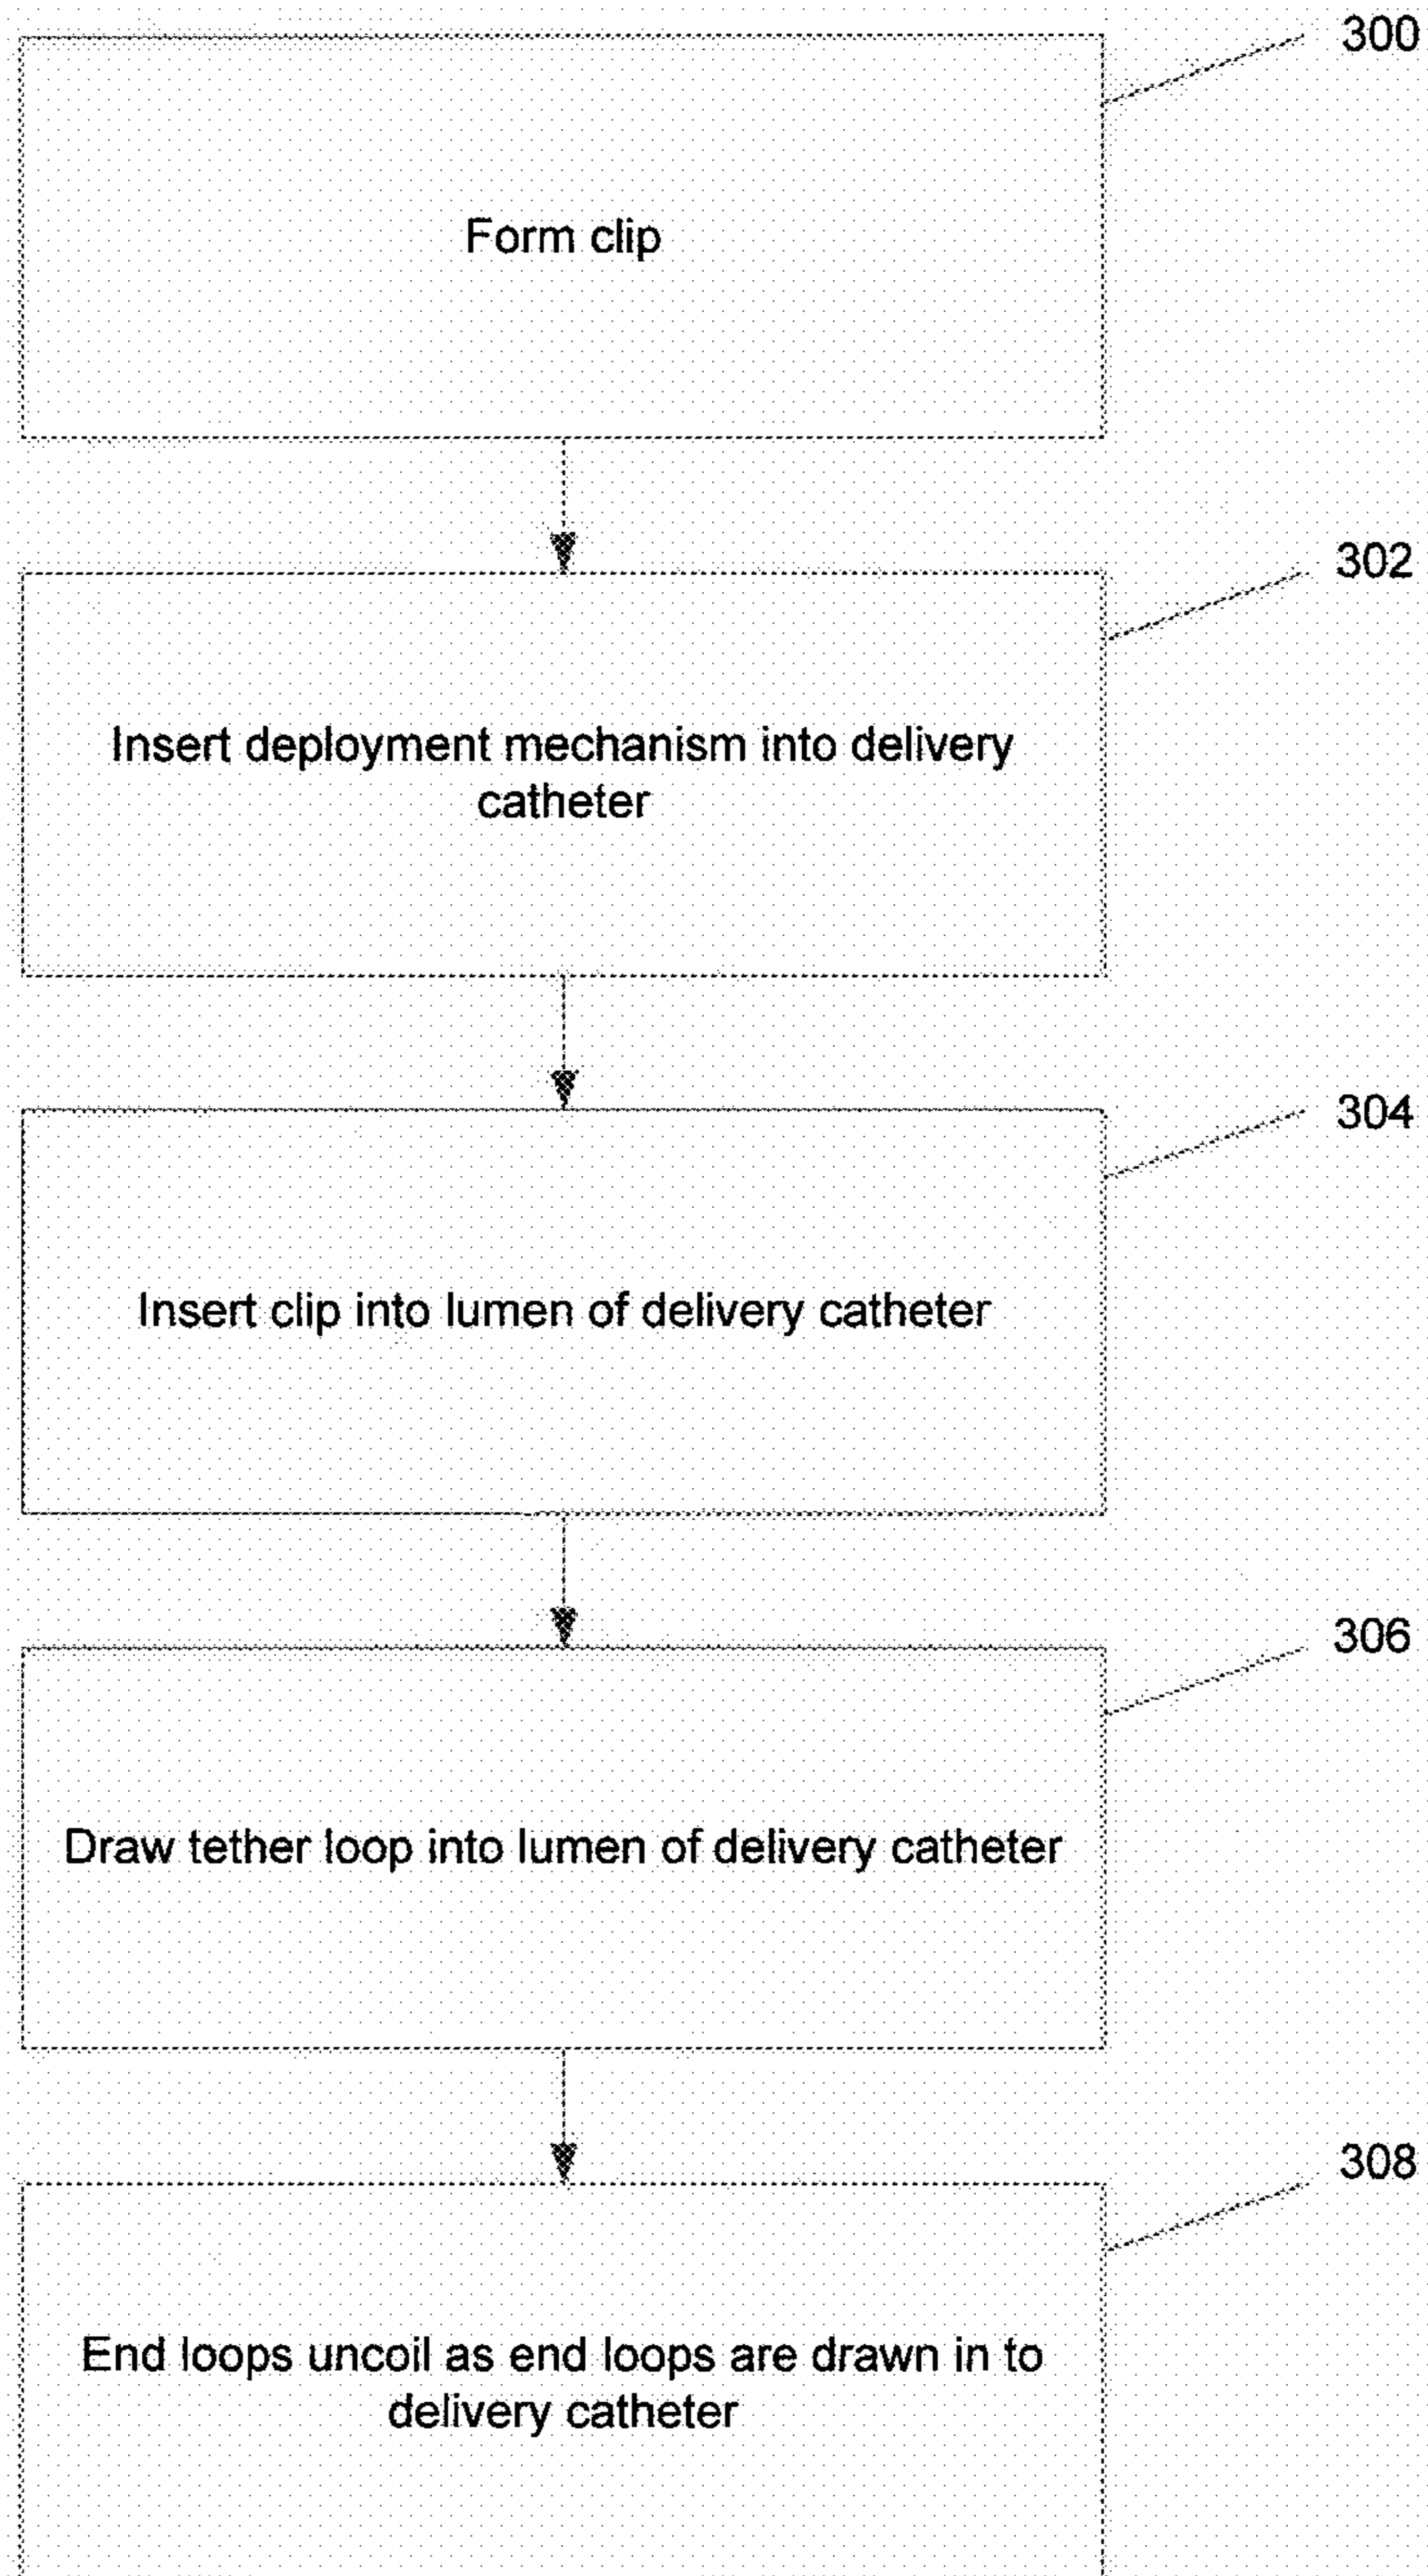 300
Form clip
302
Insert deployment mechanism into delivery
catheter
304
Insert clip into lumen of delivery catheter
306
Draw tether loop into lumen of delivery catheter
308
End loops uncoil as end loops are drawn in to
delivery catheter